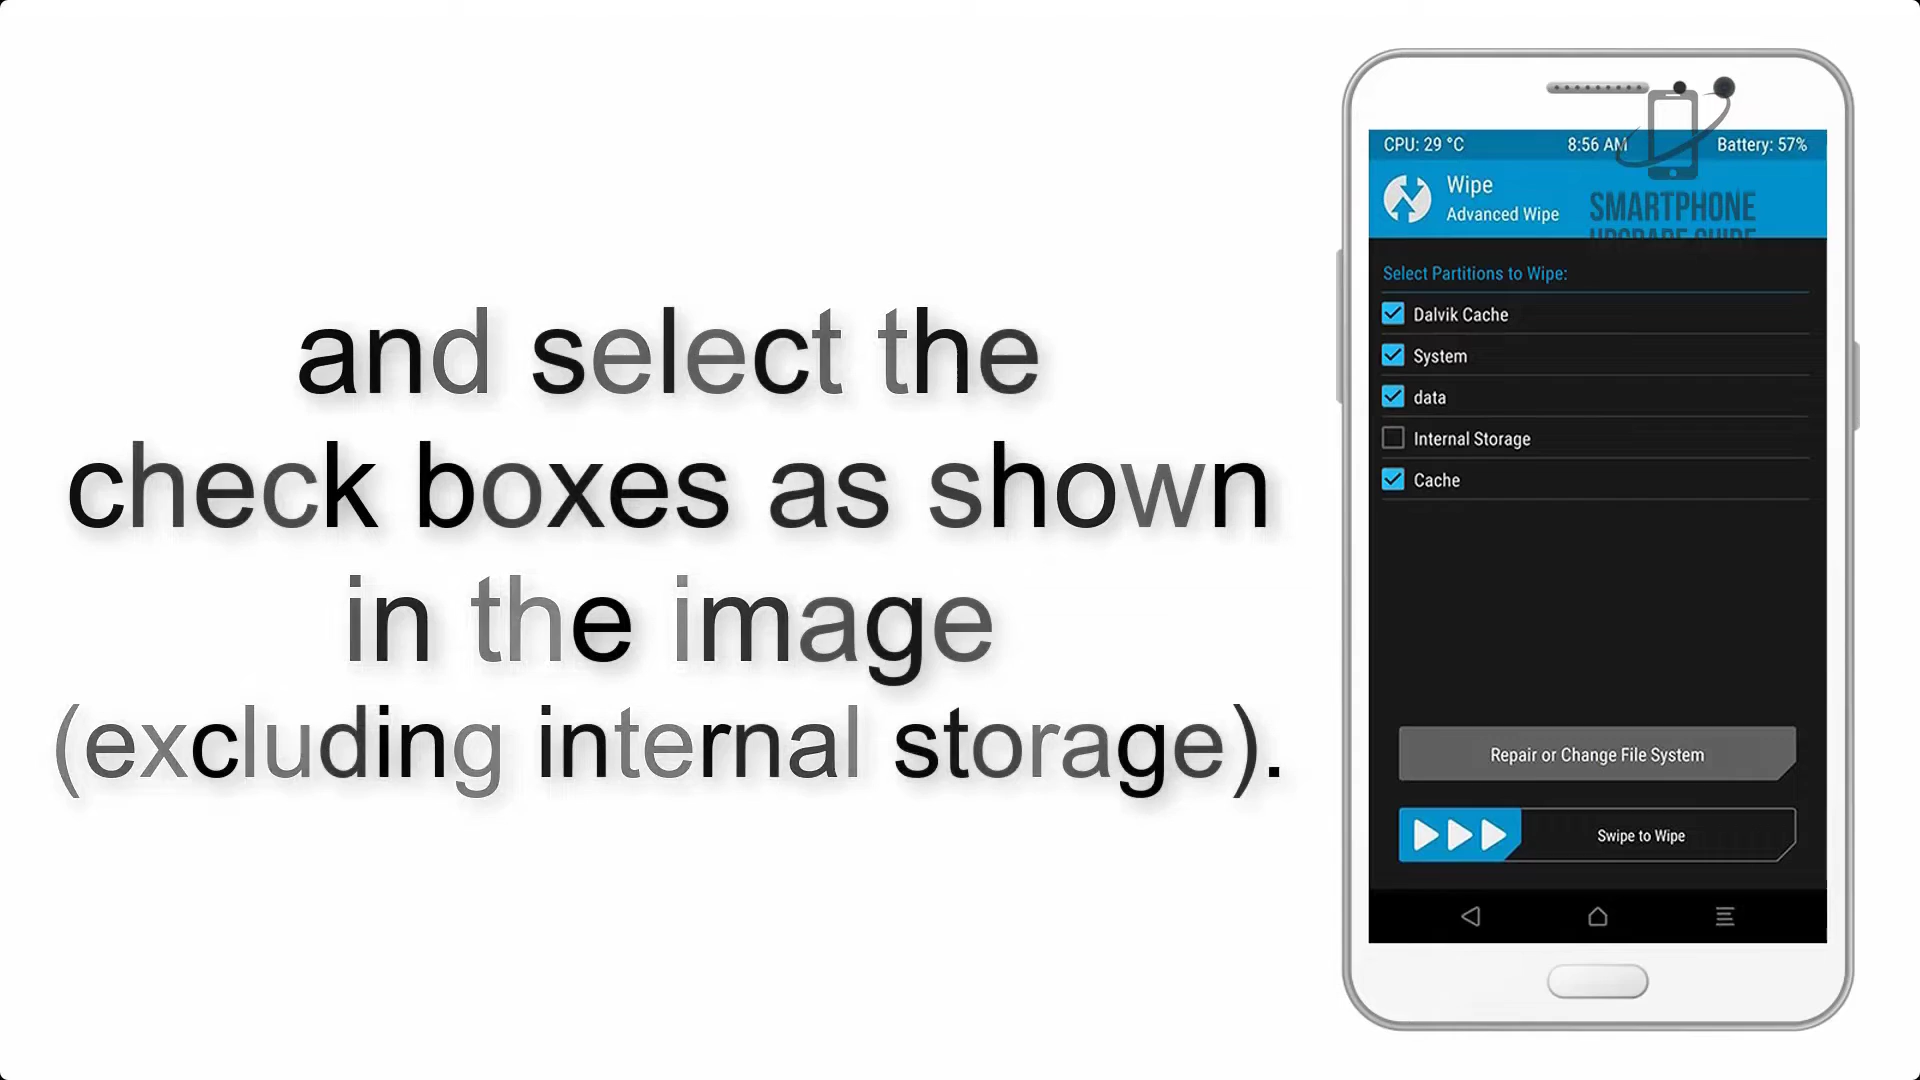 and select the
check boxes as shown
in the image
(excluding internal storage).
CPU: 29 °C 8:56 AM Battery: 57%
Wipe
Advanced Wipe
SMARTPHONE
UPGRADE GUIDE
Select Partitions to Wipe:
Dalvik Cache
System
data
Internal Storage
Cache
Repair or Change File System
Swipe to Wipe